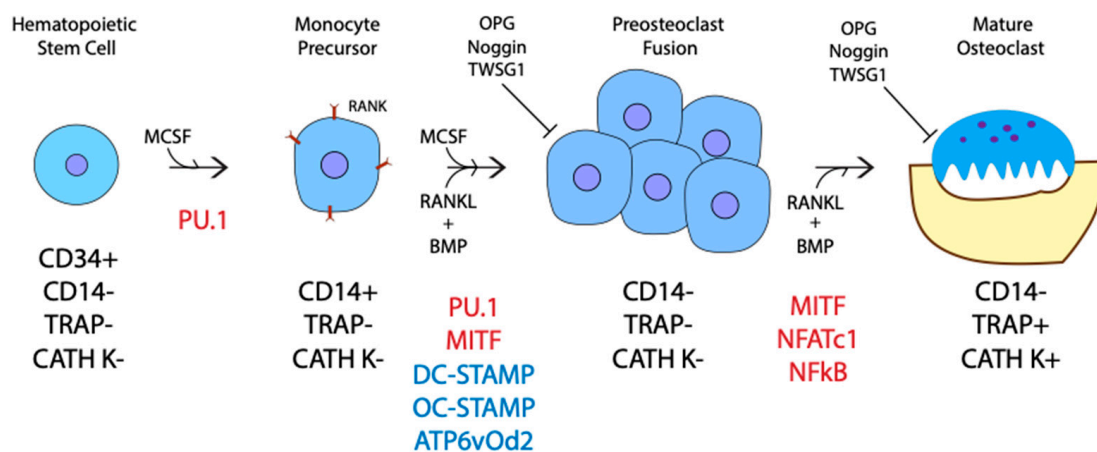 Hematopoietic
Stem Cell
Monocyte
Precursor
OPG
Noggin
TWSG1
Preosteoclast
Fusion
OPG
Noggin
TWSG1
Mature
Osteoclast
MCSF
RANK
MCSF
RANKL
+
BMP
RANKL
+
BMP
PU.1
CD34+
CD14-
TRAP-
CATH K-
CD14+
TRAP-
CATH K-
PU.1
MITF
DC-STAMP
OC-STAMP
ATP6vOd2
CD14-
TRAP-
CATH K-
MITF
NFATc1
NFkB
CD14-
TRAP+
CATH K+